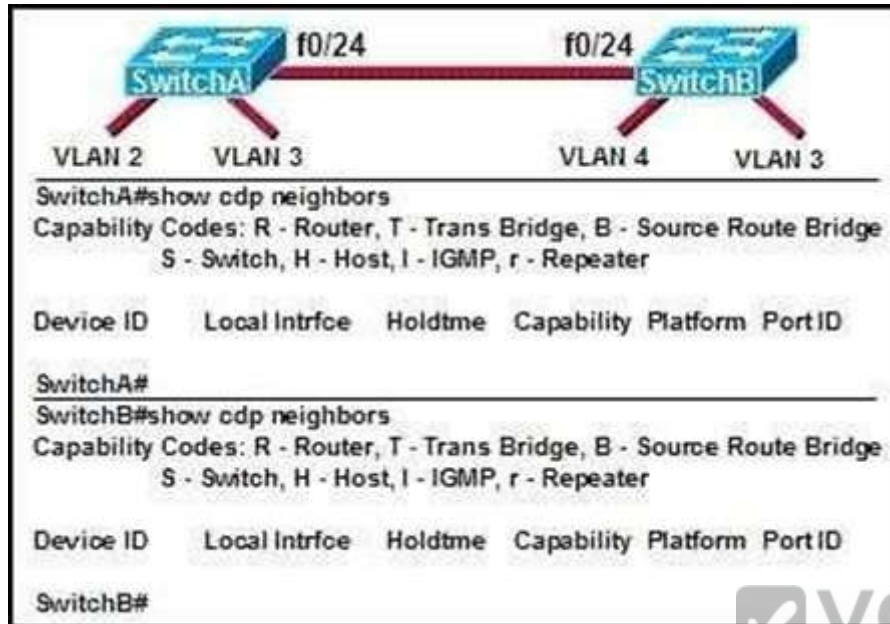 f0/24 f0/24
SwitchA SwitchB
VLAN 2 VLAN 3 VLAN 4 VLAN 3
SwitchA#show cdp neighbors
Capability Codes: R - Router, T - Trans Bridge, B - Source Route Bridge
S - Switch, H - Host, I - IGMP, r - Repeater
Device ID Local Intrfce Holdtme Capability Platform Port ID
SwitchA#
SwitchB#show cdp neighbors
Capability Codes: R - Router, T - Trans Bridge, B - Source Route Bridge
S - Switch, H - Host, I - IGMP, r - Repeater
Device ID Local Intrfce Holdtme Capability Platform Port ID
SwitchB#